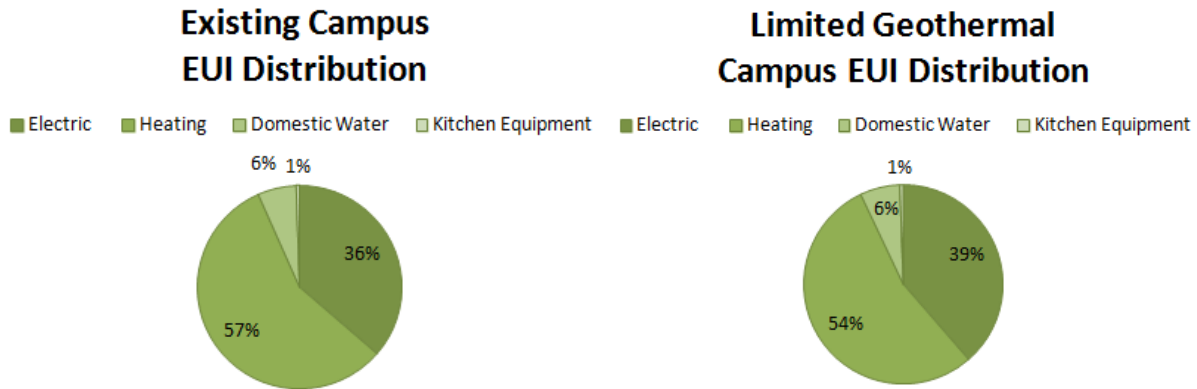 Existing Campus
EUI Distribution
Electric Heating Domestic Water Kitchen Equipment
6% 1%
36%
57%
Limited Geothermal
Campus EUI Distribution
Electric Heating Domestic Water Kitchen Equipment
1%
6%
39%
54%